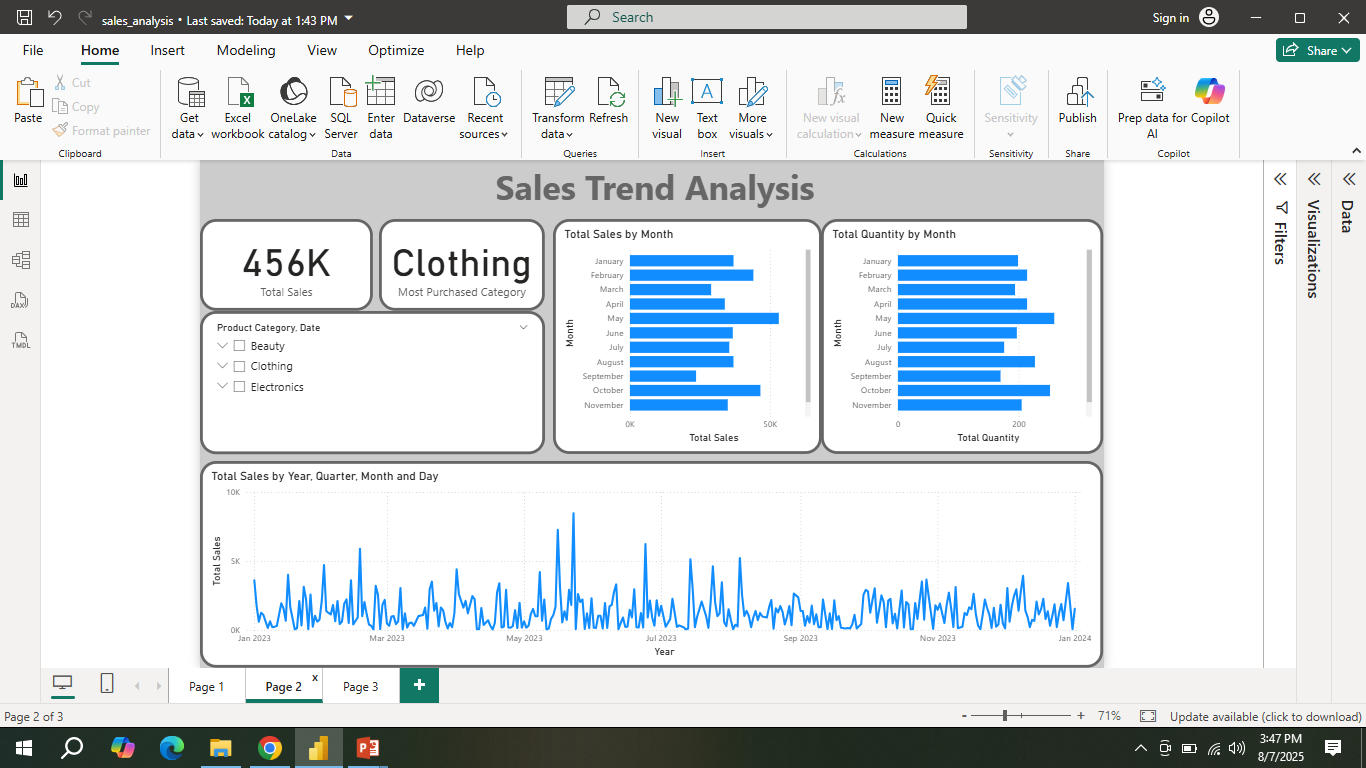 sales_analysis • Last saved: Today at 1:43 PM
Search
Sign in
File
Home
Insert
Modeling
View
Optimize
Help
Share
Paste
Cut
Copy
Format painter
Clipboard
Get data
Excel workbook
OneLake catalog
SQL Server
Enter data
Dataverse
Recent sources
Data
Transform data
Refresh
Queries
New visual
Text box
More visuals
Insert
New visual calculation
New measure
Quick measure
Calculations
Sensitivity
Sensitivity
Publish
Share
Prep data for AI
Copilot
Copilot
DAX
TMDL
Sales Trend Analysis
456K
Total Sales
Clothing
Most Purchased Category
Product Category, Date
Beauty
Clothing
Electronics
Total Sales by Month
Month
January
February
March
April
May
June
July
August
September
October
November
0K
50K
Total Sales
Total Quantity by Month
Month
January
February
March
April
May
June
July
August
September
October
November
0
200
Total Quantity
Total Sales by Year, Quarter, Month and Day
Total Sales
10K
5K
0K
Jan 2023
Mar 2023
May 2023
Jul 2023
Sep 2023
Nov 2023
Jan 2024
Year
Filters
Visualizations
Data
Page 1
Page 2
x
Page 3
+
Page 2 of 3
- + 71%
Update available (click to download)
3:47 PM
8/7/2025